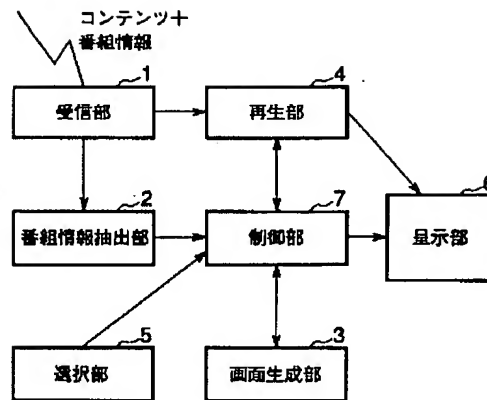 コンテンツ+
番組情報
1
受信部
4
再生部
2
番組情報抽出部
7
制御部
6
呈示部
5
選択部
3
画面生成部